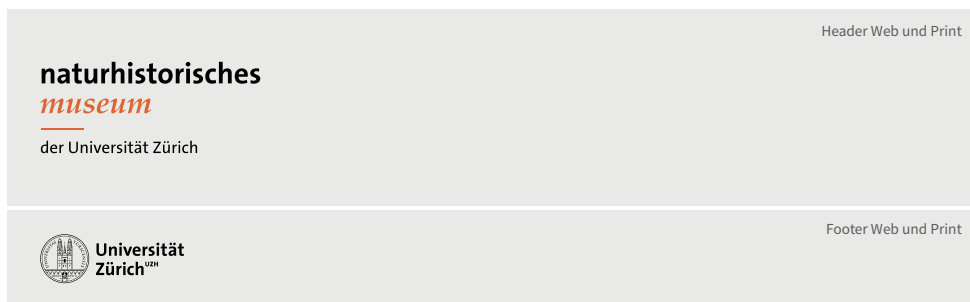 Header Web und Print
naturhistorisches
museum
der Universität Zürich
Footer Web und Print
Universität
Zürich UZH